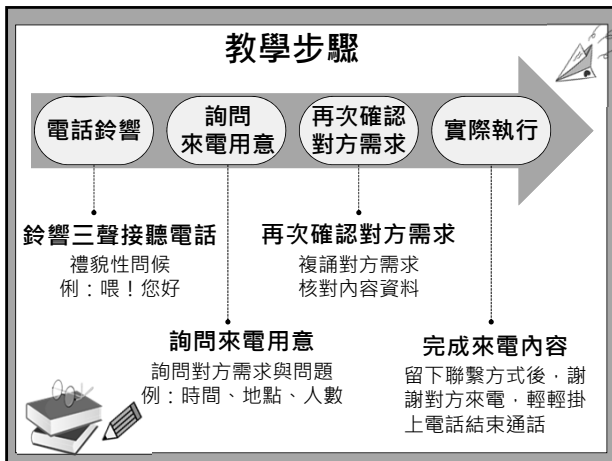 教學步驟
電話鈴響
詢問
來電用意
再次確認
對方需求
實際執行
鈴響三聲接聽電話
禮貌性問候
俐：喂！您好
再次確認對方需求
複誦對方需求
核對內容資料
詢問來電用意
詢問對方需求與問題
例：時間、地點、人數
完成來電內容
留下聯繫方式後，謝
謝對方來電，輕輕掛
上電話結束通話